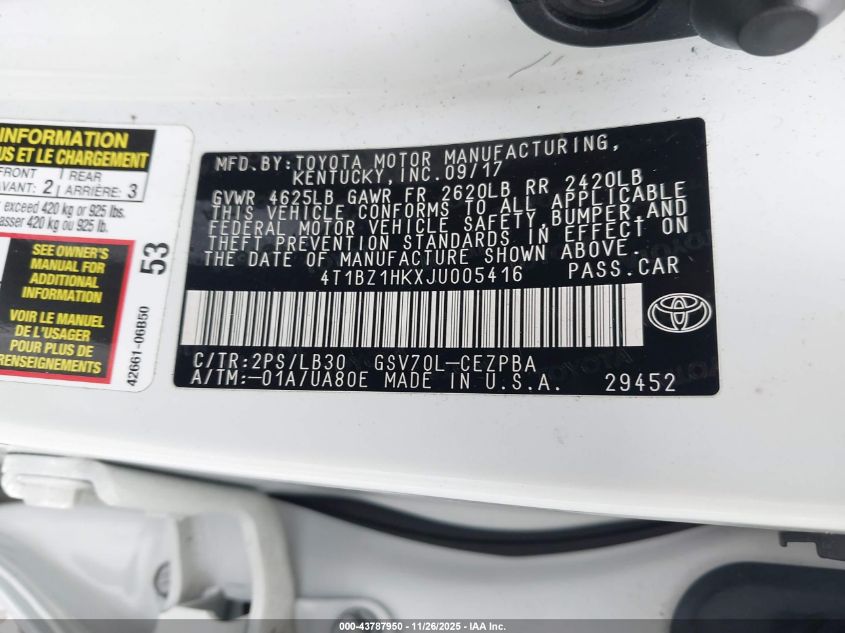 INFORMATION
US ET LE CHARGEMENT
FRONT
AVANT: 2
REAR
ARRIÈRE: 3
exceed 420 kg or 925 lbs.
asser 420 kg ou 925 lb.
SEE OWNER'S
MANUAL FOR
ADDITIONAL
INFORMATION
VOIR LE MANUEL
DE L'USAGER
POUR PLUS DE
RENSEIGNEMENTS
53
42661-06B50
MFD.BY:TOYOTA MOTOR MANUFACTURING,
KENTUCKY,INC.09/17
GVWR 4625LB GAWR FR 2620LB RR 2420LB
THIS VEHICLE CONFORMS TO ALL APPLICABLE
FEDERAL MOTOR VEHICLE SAFETY,BUMPER,AND
THEFT PREVENTION STANDARDS IN EFFECT ON
THE DATE OF MANUFACTURE SHOWN ABOVE.
4T1BZ1HKXJU005416 PASS.CAR
C/TR:2PS/LB30 GSV70L-CEZPBA
A/TM:-01A/UA80E MADE IN U.S.A. 29452
000-43787950 - 11/26/2025 - IAA Inc.